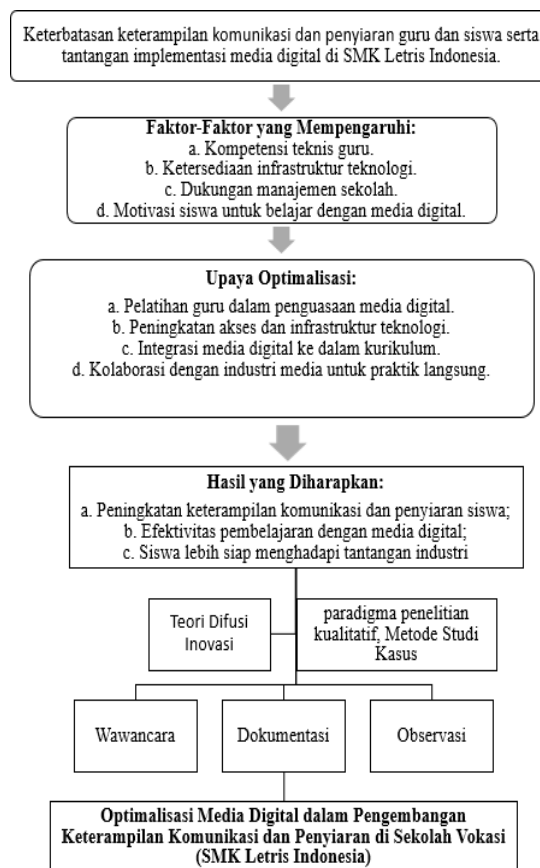 Keterbatasan keterampilan komunikasi dan penyiaran guru dan siswa serta
tantangan implementasi media digital di SMK Letris Indonesia.
Faktor-Faktor yang Mempengaruhi:
a. Kompetensi teknis guru.
b. Ketersediaan infrastruktur teknologi.
c. Dukungan manajemen sekolah.
d. Motivasi siswa untuk belajar dengan media digital.
Upaya Optimalisasi:
a. Pelatihan guru dalam penguasaan media digital.
b. Peningkatan akses dan infrastruktur teknologi.
c. Integrasi media digital ke dalam kurikulum.
d. Kolaborasi dengan industri media untuk praktik langsung.
Hasil yang Diharapkan:
a. Peningkatan keterampilan komunikasi dan penyiaran siswa;
b. Efektivitas pembelajaran dengan media digital;
c. Siswa lebih siap menghadapi tantangan industri
Teori Difusi
Inovasi
paradigma penelitian
kualitatif, Metode Studi
Kasus
Wawancara
Dokumentasi
Observasi
Optimalisasi Media Digital dalam Pengembangan
Keterampilan Komunikasi dan Penyiaran di Sekolah Vokasi
(SMK Letris Indonesia)